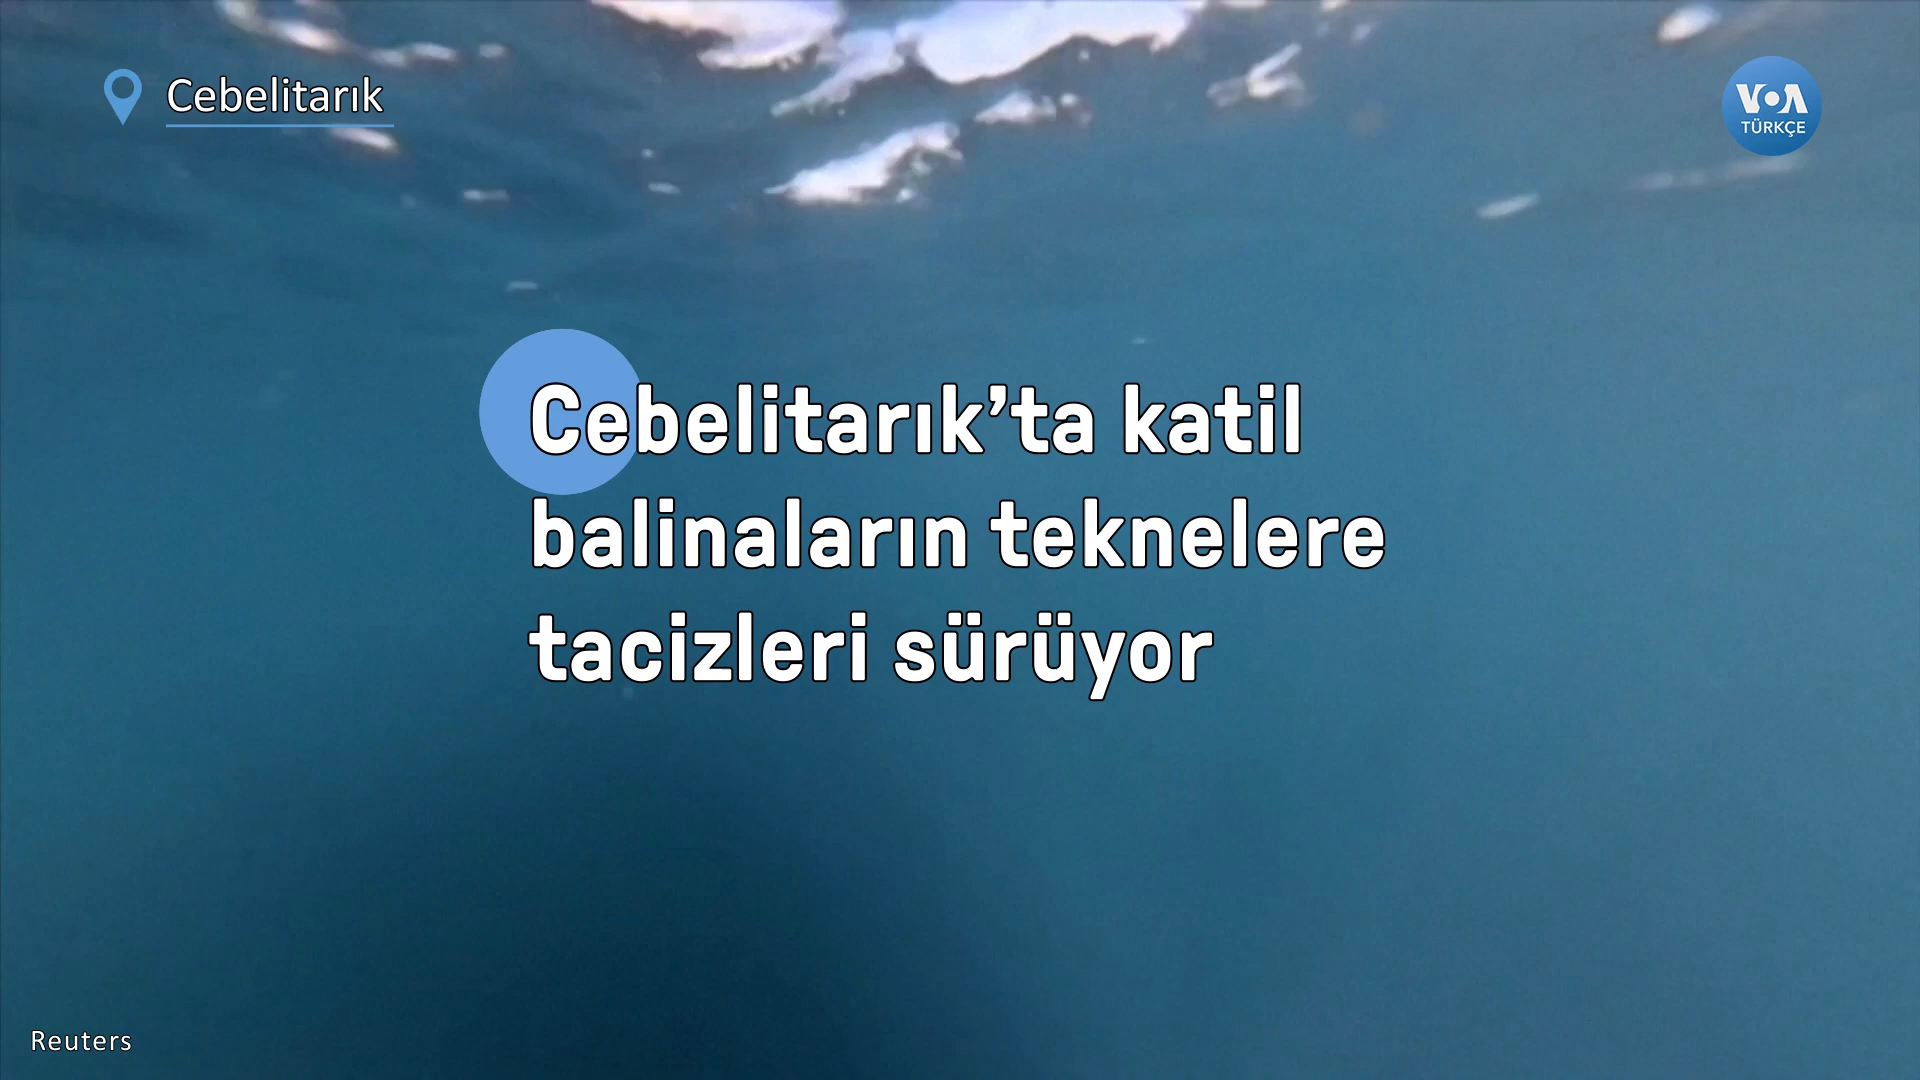 Cebelitarık
VOA
TÜRKÇE
Cebelitarık’ta katil
balinaların teknelere
tacizleri sürüyor
Reuters